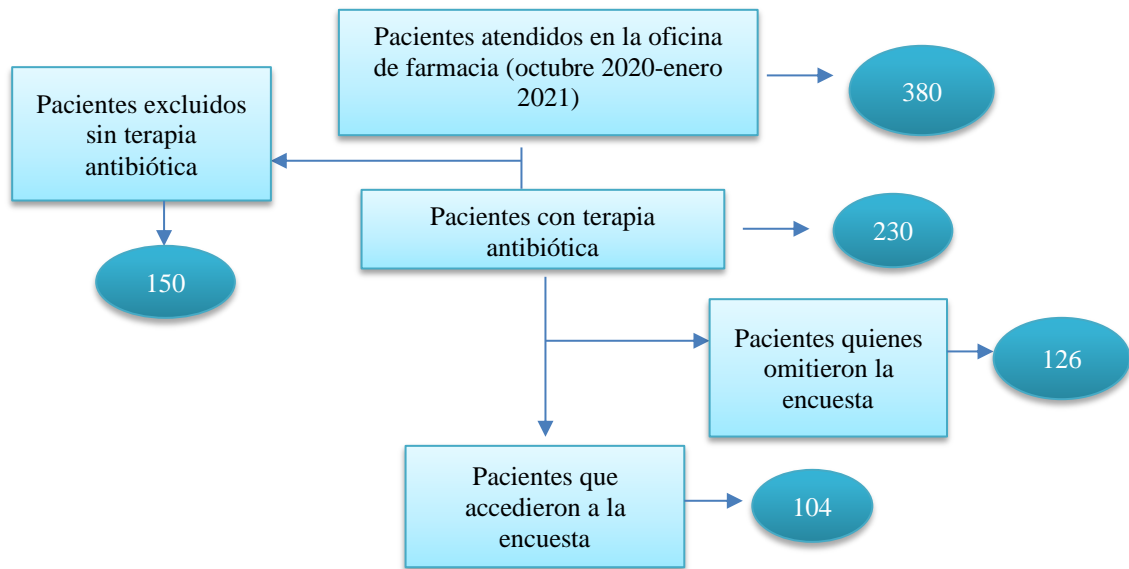 Pacientes atendidos en la oficina
de farmacia (octubre 2020-enero
2021)
380
Pacientes excluidos
sin terapia
antibiótica
150
Pacientes con terapia
antibiótica
230
Pacientes quienes
omitieron la
encuesta
126
Pacientes que
accedieron a la
encuesta
104